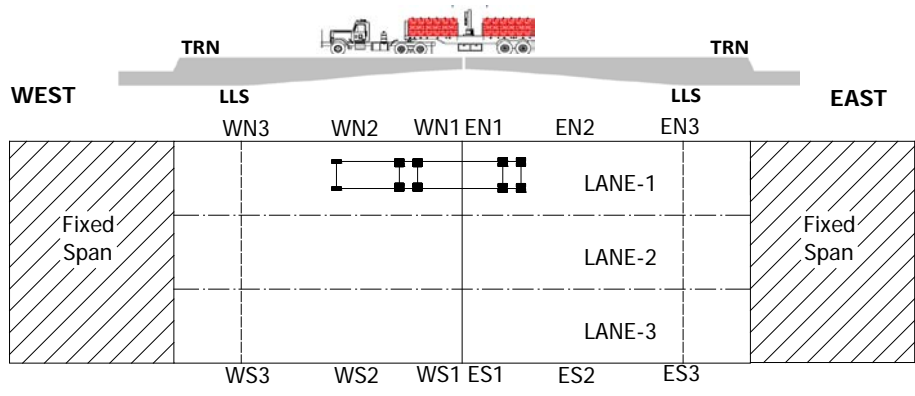 TRN TRN
WEST LLS LLS EAST
WN3 WN2 WN1 EN1 EN2 EN3
LANE-1
Fixed Span Fixed Span
LANE-2
LANE-3
WS3 WS2 WS1 ES1 ES2 ES3